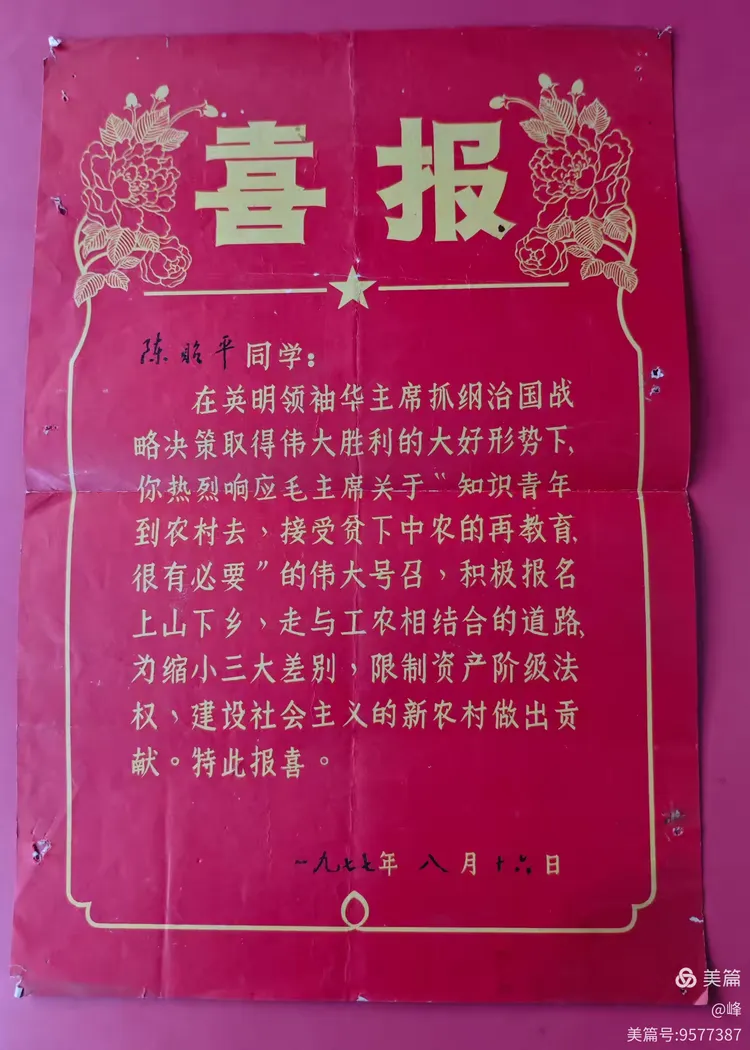 喜报
陈昭平同学：
在英明领袖华主席抓纲治国战
略决策取得伟大胜利的大好形势下，
你热烈响应毛主席关于“知识青年
到农村去，接受贫下中农的再教育，
很有必要”的伟大号召，积极报名
上山下乡，走与工农相结合的道路，
为缩小三大差别，限制资产阶级法
权，建设社会主义的新农村做出贡
献。特此报喜。
一九七七年八月十六日
美篇
@峰
美篇号:9577387